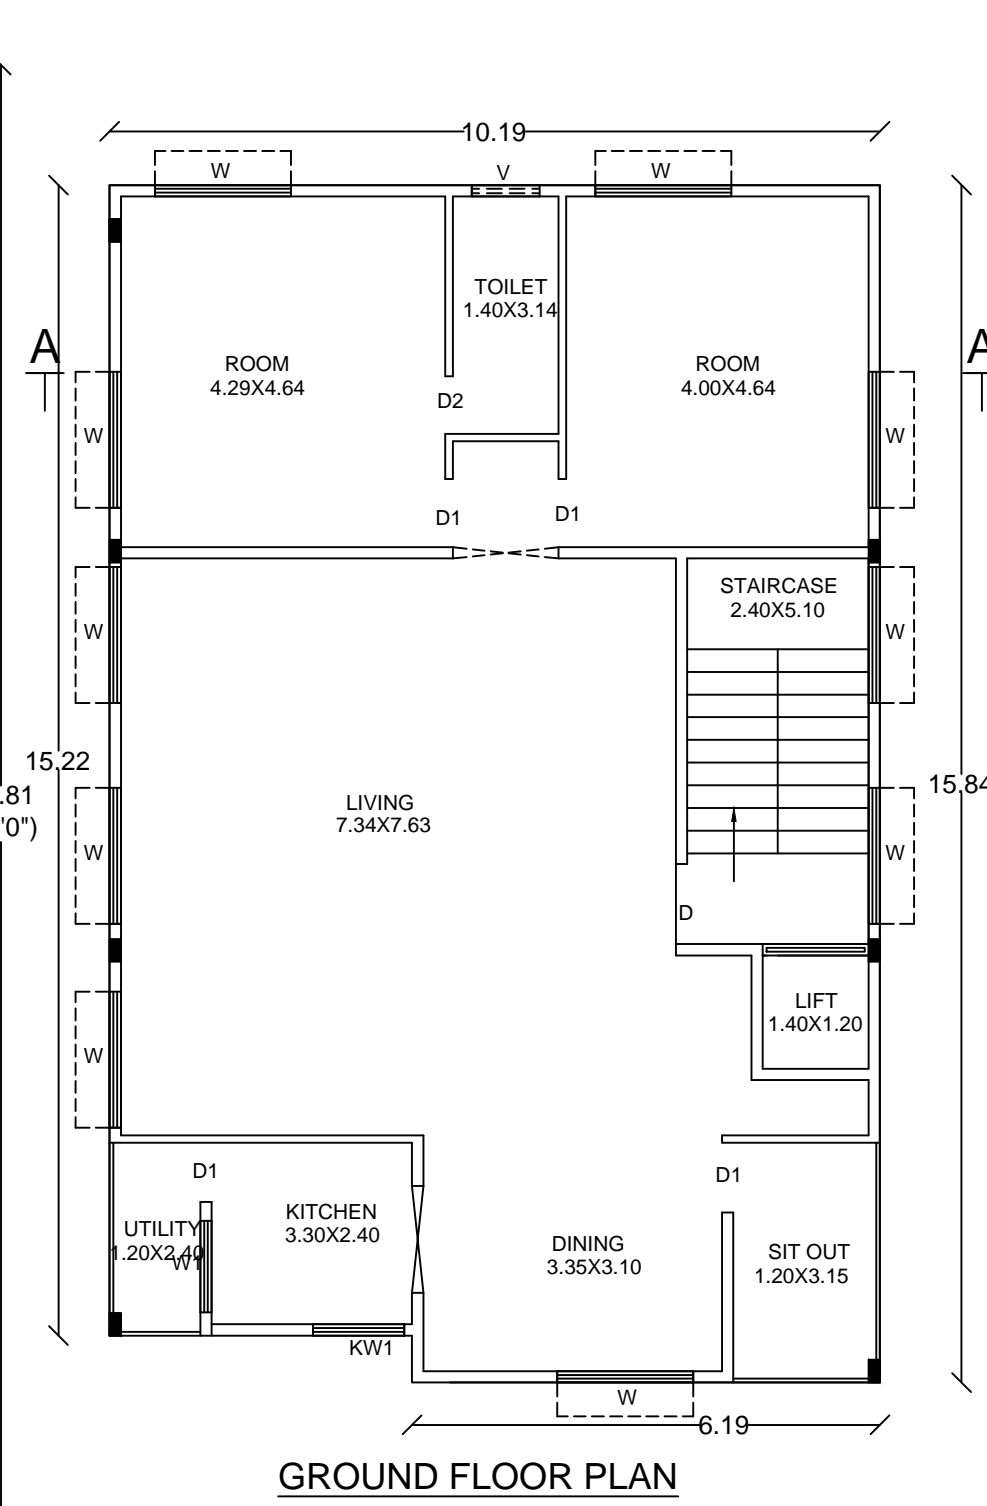 10.19
W
V
W
TOILET
1.40X3.14
A
A
ROOM
4.29X4.64
ROOM
4.00X4.64
D2
W
W
D1
D1
STAIRCASE
2.40X5.10
W
W
15.22
.81
'0")
15.84
LIVING
7.34X7.63
W
W
D
LIFT
1.40X1.20
W
D1
D1
KITCHEN
3.30X2.40
UTILITY
1.20X2.40
W1
DINING
3.35X3.10
SIT OUT
1.20X3.15
KW1
W
6.19
GROUND FLOOR PLAN